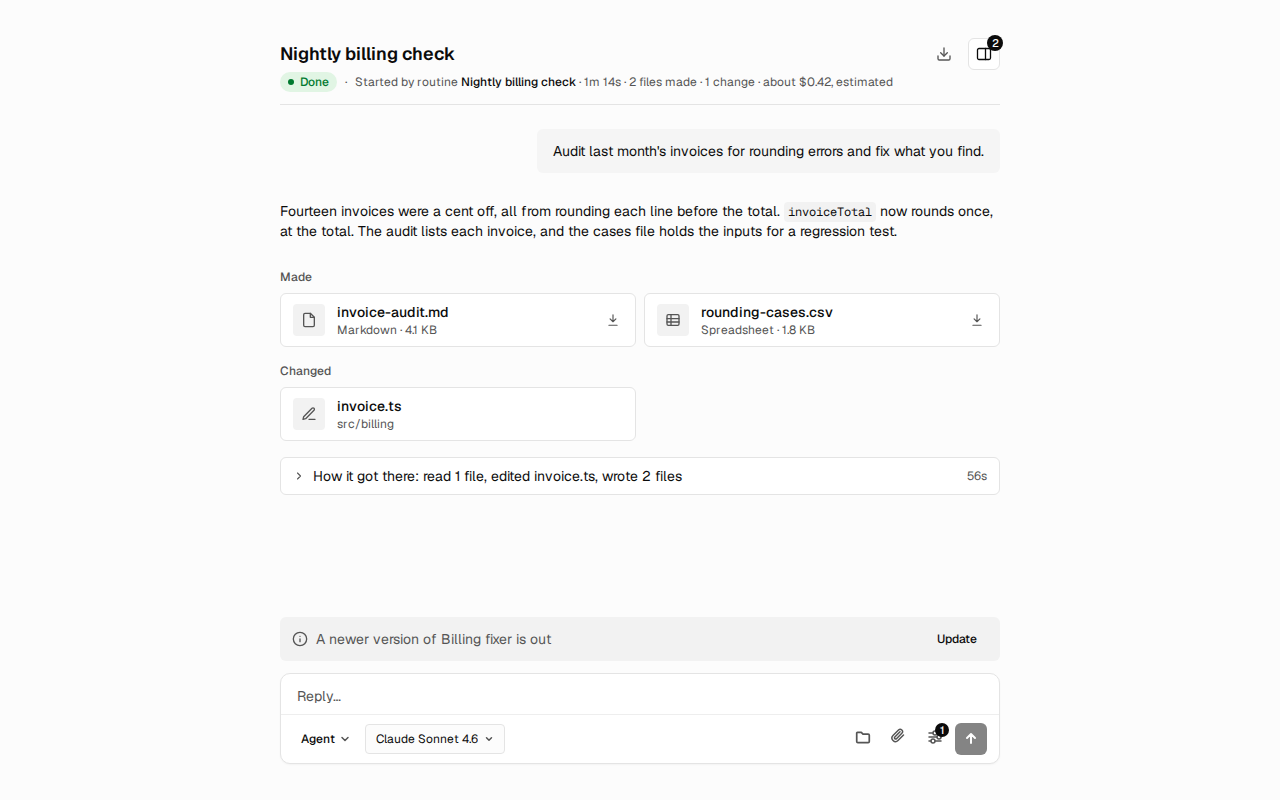 Nightly billing check
2
Done · Started by routine Nightly billing check · 1m 14s · 2 files made · 1 change · about $0.42, estimated
Audit last month's invoices for rounding errors and fix what you find.
Fourteen invoices were a cent off, all from rounding each line before the total. invoiceTotal now rounds once,
at the total. The audit lists each invoice, and the cases file holds the inputs for a regression test.
Made
invoice-audit.md
Markdown · 4.1 KB
rounding-cases.csv
Spreadsheet · 1.8 KB
Changed
invoice.ts
src/billing
How it got there: read 1 file, edited invoice.ts, wrote 2 files
56s
A newer version of Billing fixer is out
Update
Reply...
Agent
Claude Sonnet 4.6
1